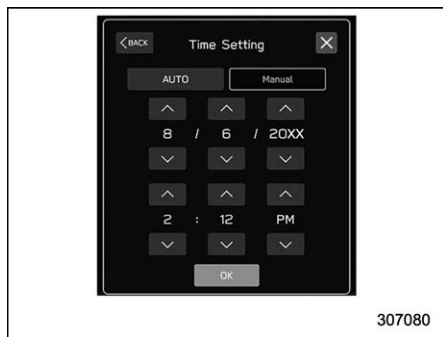 BACK Time Setting
AUTO Manual
8 / 6 / 20XX
2 : 12 PM
OK
307080